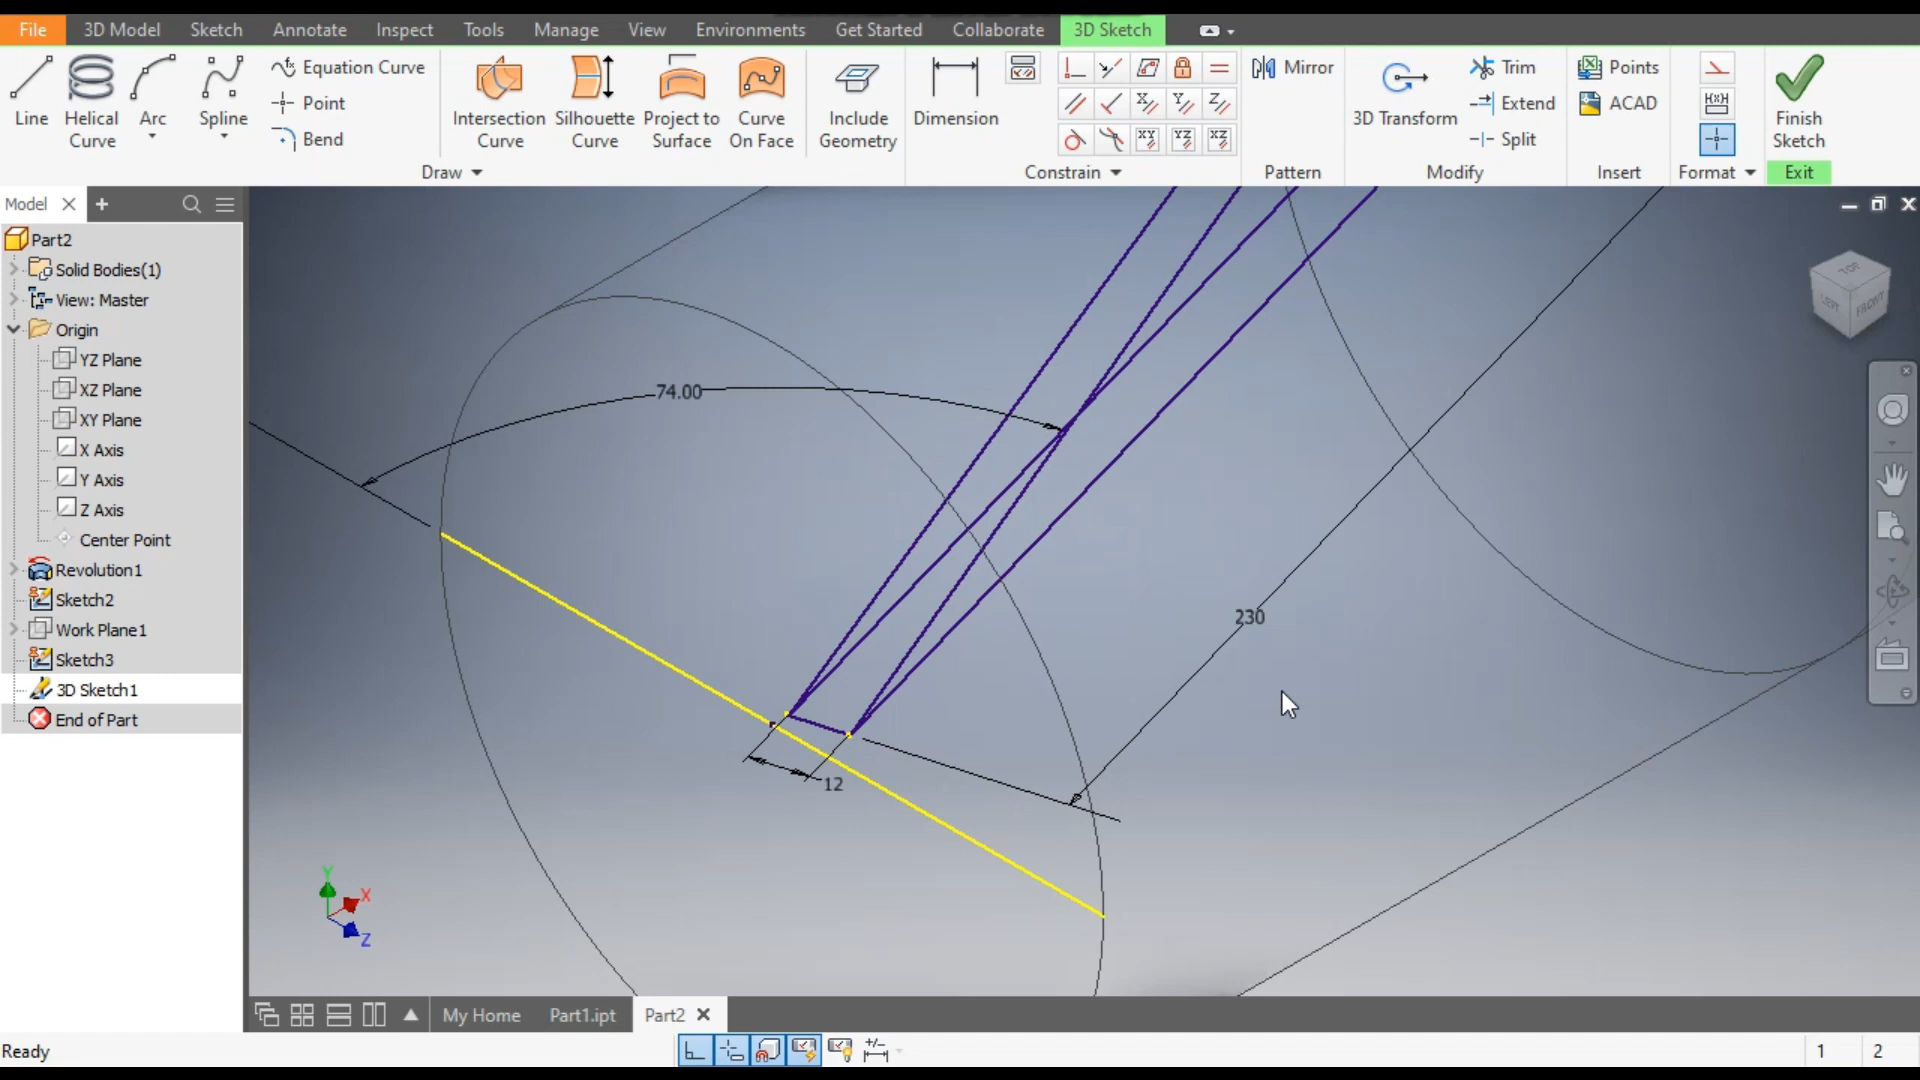 File 3D Model Sketch Annotate Inspect Tools Manage View Environments Get Started Collaborate 3D Sketch
Line
Helical Curve
Arc
Spline
Equation Curve
Point
Bend
Draw
Intersection Curve
Silhouette Curve
Project to Surface
Curve On Face
Include Geometry
Dimension
Constrain
Mirror
Pattern
3D Transform
Trim
Extend
Split
Modify
Points
ACAD
Insert
Format
Finish Sketch
Exit
Model
Part2
Solid Bodies(1)
View: Master
Origin
YZ Plane
XZ Plane
XY Plane
X Axis
Y Axis
Z Axis
Center Point
Revolution1
Sketch2
Work Plane1
Sketch3
3D Sketch1
End of Part
74.00
230
12
TOP
LEFT
FRONT
Y
X
Z
My Home Part1.ipt Part2
Ready
1 2